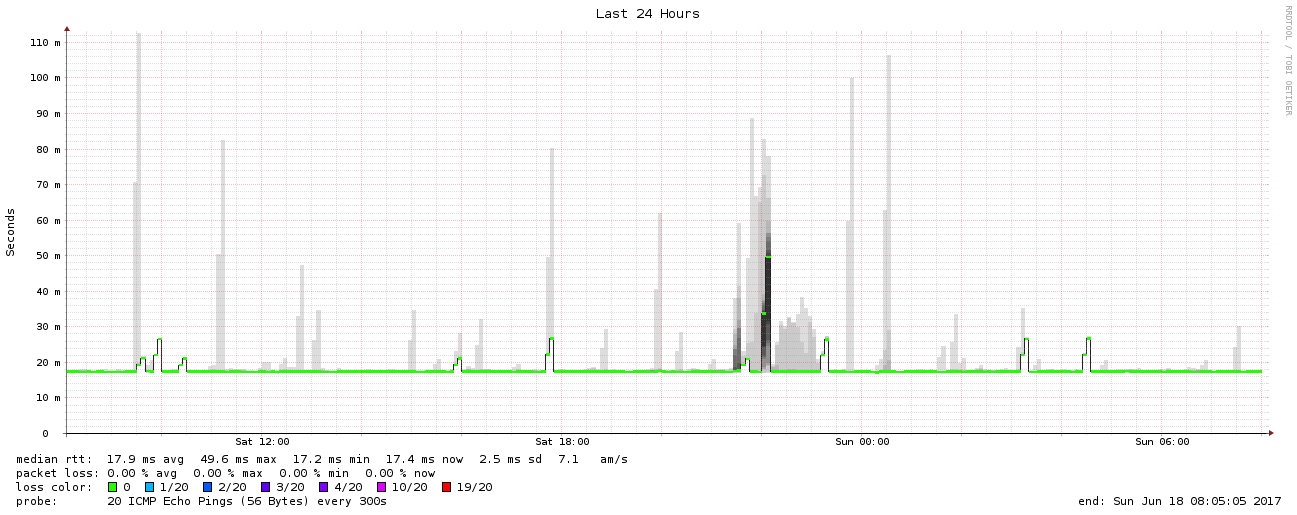 Last 24 Hours
RRDTOOL / TOBI OETIKER
Seconds
110 m
100 m
90 m
80 m
70 m
60 m
50 m
40 m
30 m
20 m
10 m
0
Sat 12:00 Sat 18:00 Sun 00:00 Sun 06:00
median rtt: 17.9 ms avg 49.6 ms max 17.2 ms min 17.4 ms now 2.5 ms sd 7.1 am/s
packet loss: 0.00 % avg 0.00 % max 0.00 % min 0.00 % now
loss color: 0 1/20 2/20 3/20 4/20 10/20 19/20
probe: 20 ICMP Echo Pings (56 Bytes) every 300s end: Sun Jun 18 08:05:05 2017